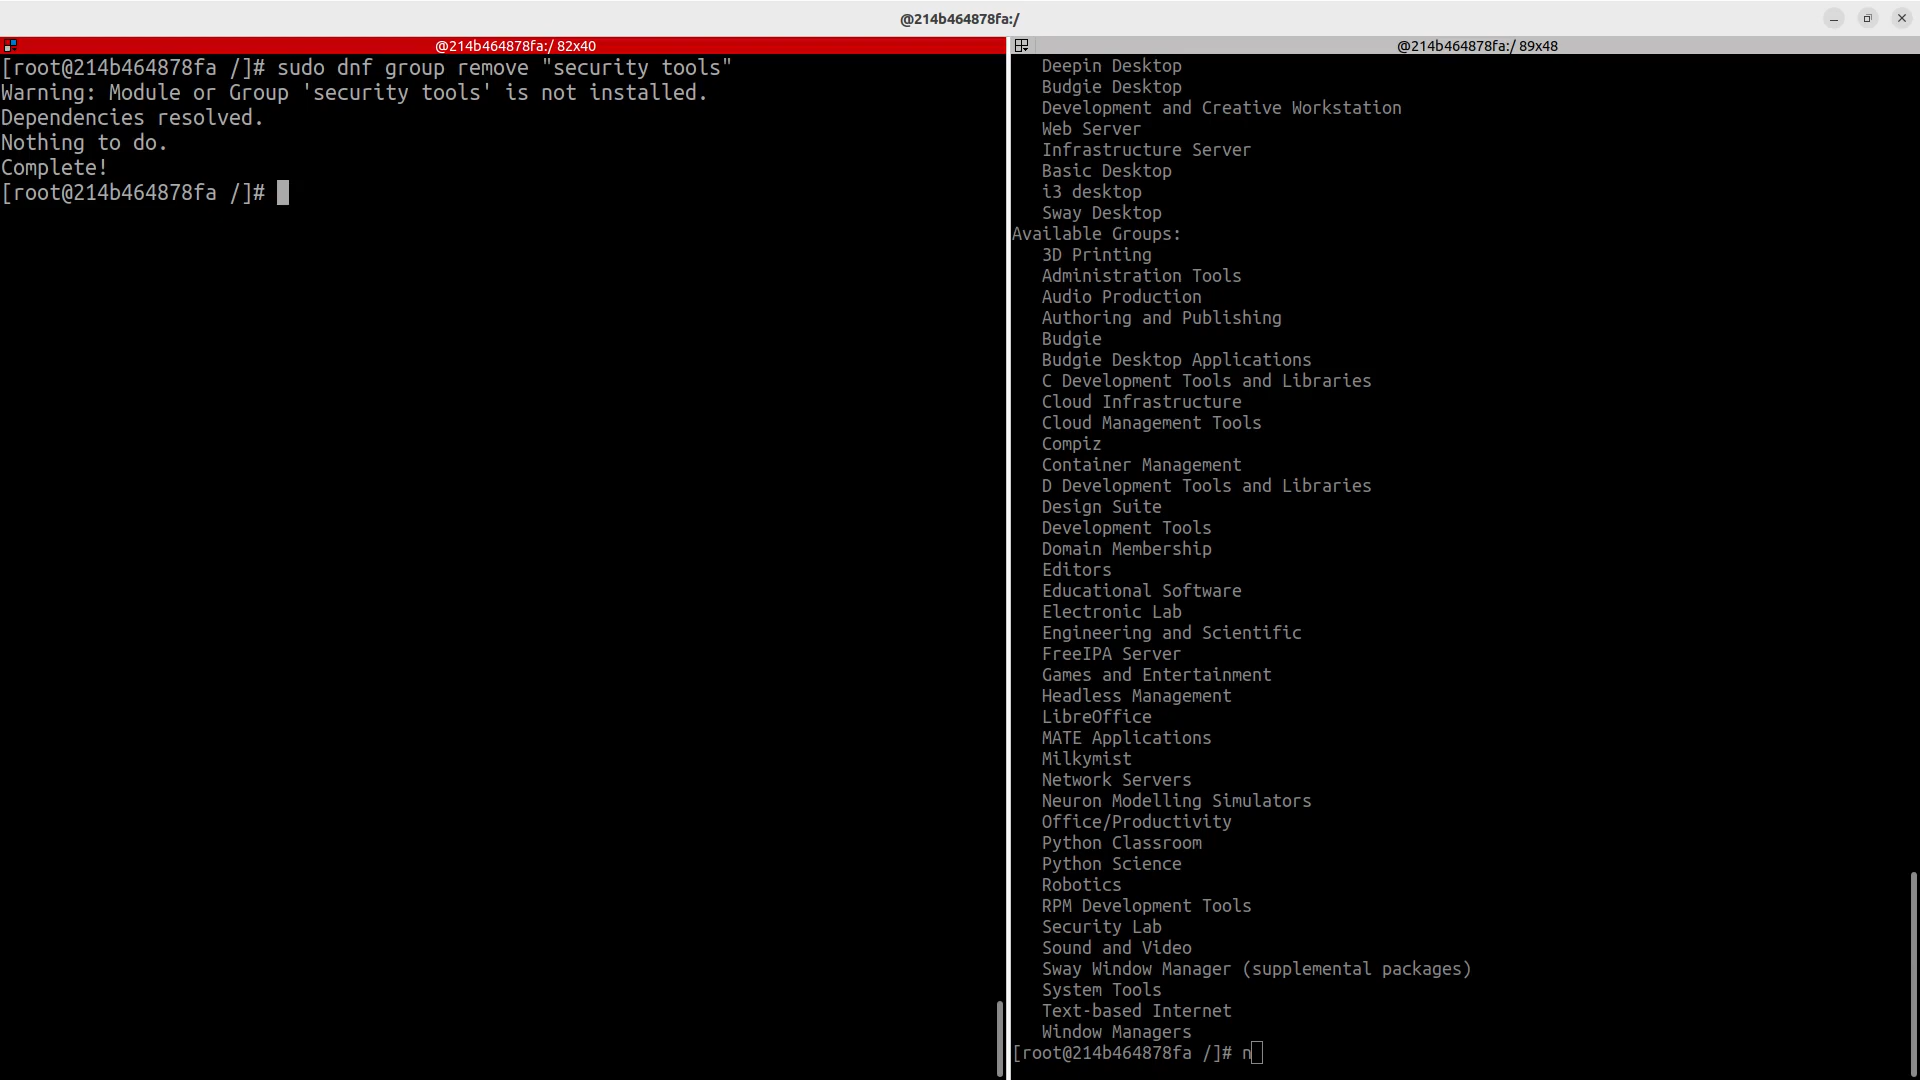 @214b464878fa:/
@214b464878fa:/ 82x40
[root@214b464878fa /]# sudo dnf group remove "security tools"
Warning: Module or Group 'security tools' is not installed.
Dependencies resolved.
Nothing to do.
Complete!
[root@214b464878fa /]#
@214b464878fa:/ 89x48
Deepin Desktop
Budgie Desktop
Development and Creative Workstation
Web Server
Infrastructure Server
Basic Desktop
i3 desktop
Sway Desktop
Available Groups:
3D Printing
Administration Tools
Audio Production
Authoring and Publishing
Budgie
Budgie Desktop Applications
C Development Tools and Libraries
Cloud Infrastructure
Cloud Management Tools
Compiz
Container Management
D Development Tools and Libraries
Design Suite
Development Tools
Domain Membership
Editors
Educational Software
Electronic Lab
Engineering and Scientific
FreeIPA Server
Games and Entertainment
Headless Management
LibreOffice
MATE Applications
Milkymist
Network Servers
Neuron Modelling Simulators
Office/Productivity
Python Classroom
Python Science
Robotics
RPM Development Tools
Security Lab
Sound and Video
Sway Window Manager (supplemental packages)
System Tools
Text-based Internet
Window Managers
[root@214b464878fa /]# n